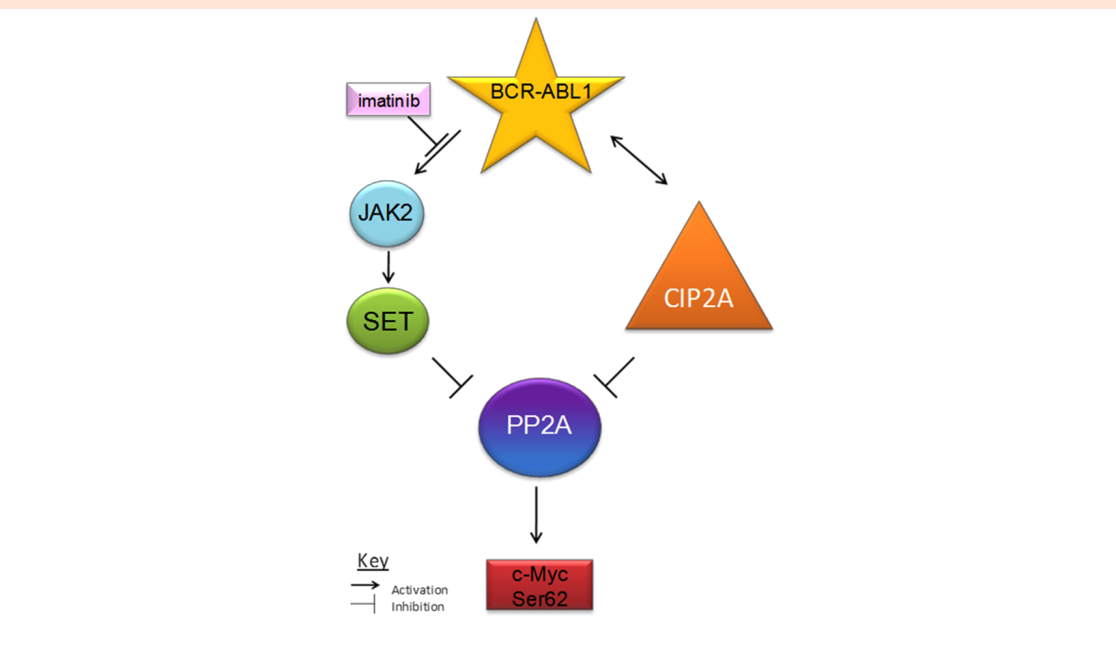 BCR-ABL1
imatinib
JAK2
CIP2A
SET
PP2A
Key
Activation
Inhibition
c-Myc
Ser62